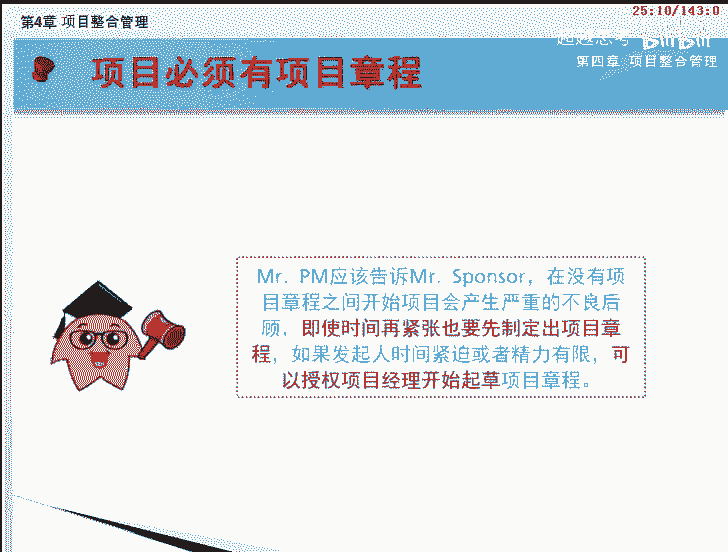 第4章 项目整合管理
25:10/143:0
超越思考 bilibili
第四章 项目整合管理
项目必须有项目章程
Mr. PM应该告诉Mr. Sponsor，在没有项
目章程之间开始项目会产生严重的不良后
顾，即使时间再紧张也要先制定出项目章
程，如果发起人时间紧迫或者精力有限，可
以授权项目经理开始起草项目章程。